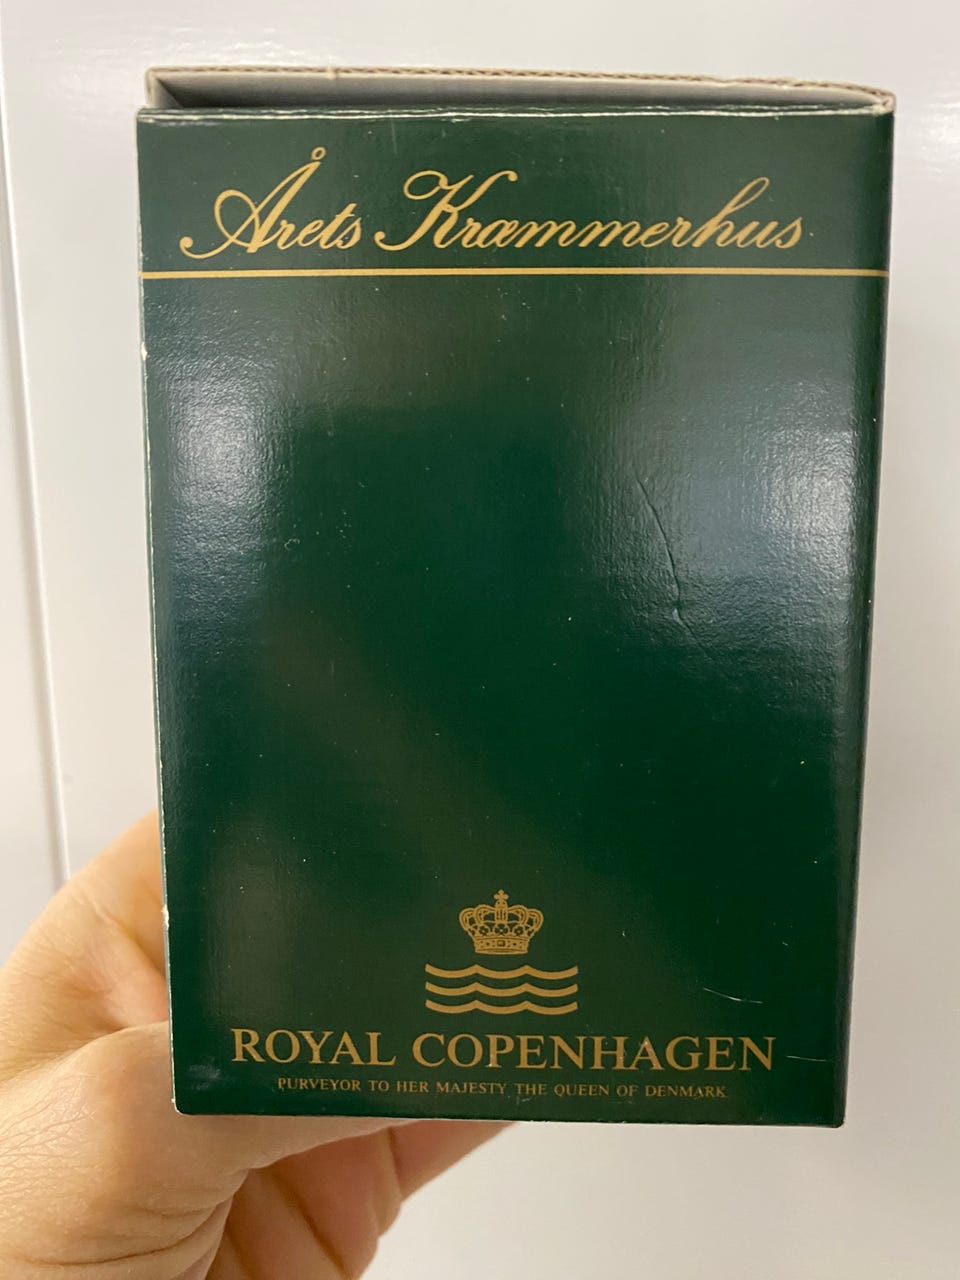 Årets Kræmmerhus
ROYAL COPENHAGEN
PURVEYOR TO HER MAJESTY THE QUEEN OF DENMARK